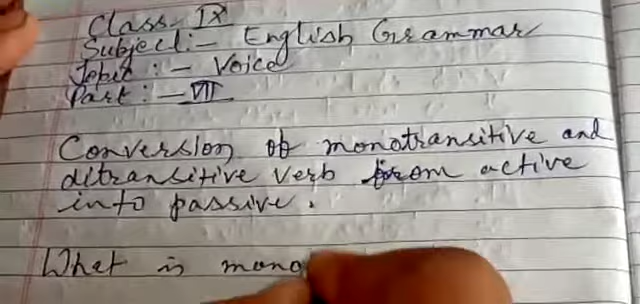 Class - IX
Subject :- English Grammar
Topic :- Voice
Part :- VII
Conversion of monotransitive and
ditransitive verb from active
into passive.
What is mono